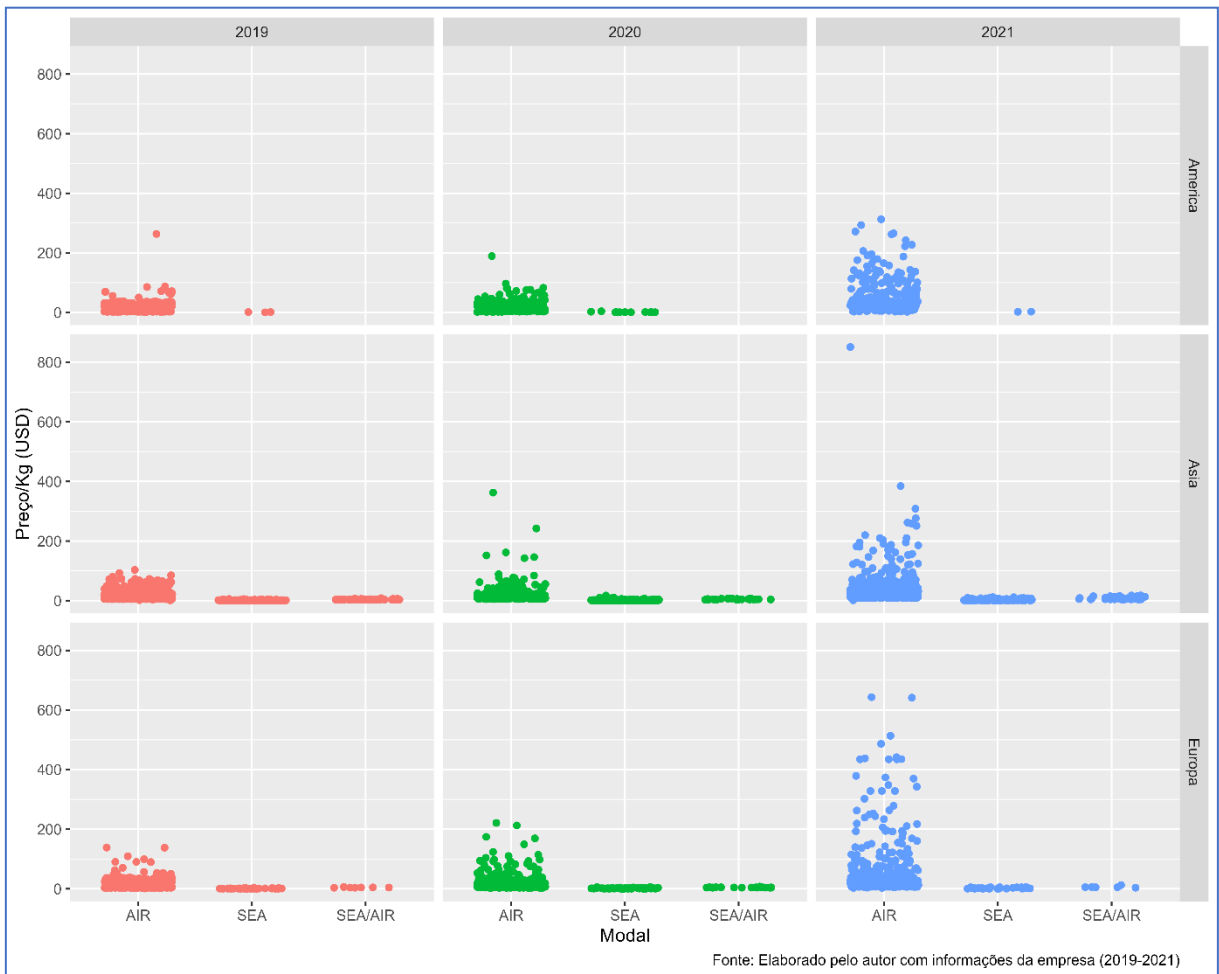 2019 2020 2021
800
600
400
200
0
America
800
600
400
200
0
Asia
800
600
400
200
0
Europa
Preço/Kg (USD)
AIR SEA SEA/AIR AIR SEA SEA/AIR AIR SEA SEA/AIR
Modal
Fonte: Elaborado pelo autor com informações da empresa (2019-2021)